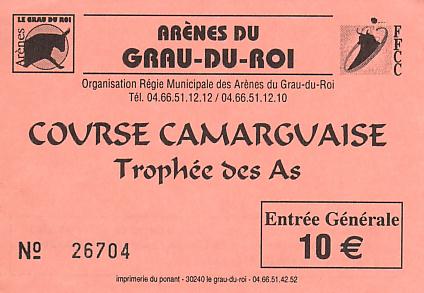 LE GRAU DU ROI
Arènes
ARÈNES DU
GRAU-DU-ROI
FFCC
Organisation Régie Municipale des Arènes du Grau-du-Roi
Tél. 04.66.51.12.12 / 04.66.51.12.10
COURSE CAMARGUAISE
Trophée des As
Entrée Générale
10 €
Nº 26704
imprimerie du ponant - 30240 le grau-du-roi - 04.66.51.42.52